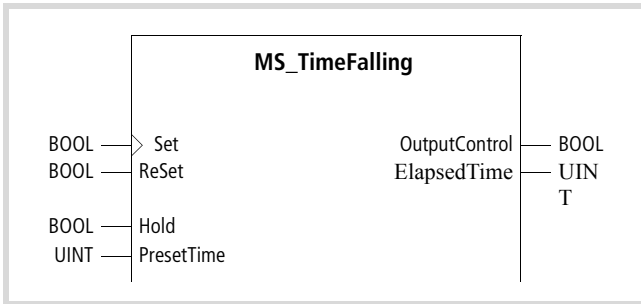 MS_TimeFalling
BOOL Set OutputControl BOOL
BOOL ReSet ElapsedTime UIN
T
BOOL Hold
UINT PresetTime